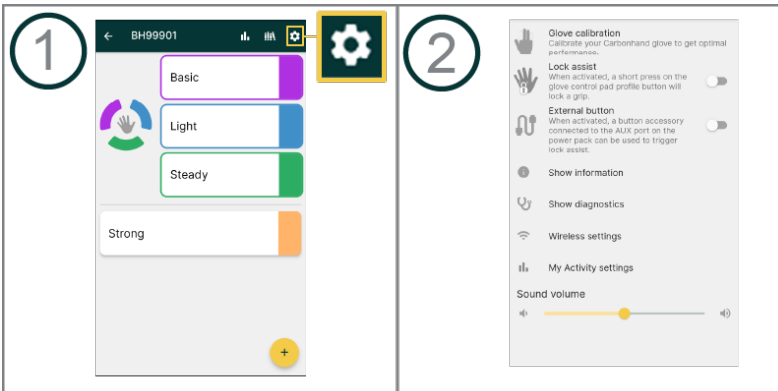 1
BH99901
Basic
Light
Steady
Strong
+
2
Glove calibration
Calibrate your Carbonhand glove to get optimal
performance.
Lock assist
When activated, a short press on the
glove control pad profile button will
lock a grip.
External button
When activated, a button accessory
connected to the AUX port on the
power pack can be used to trigger
lock assist.
Show information
Show diagnostics
Wireless settings
My Activity settings
Sound volume